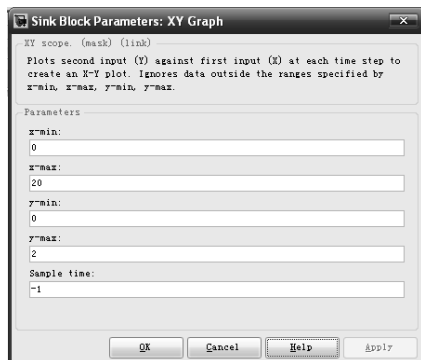 Sink Block Parameters: XY Graph
XY scope. (mask) (link)
Plots second input (Y) against first input (X) at each time step to
create an X-Y plot. Ignores data outside the ranges specified by
x-min, x-max, y-min, y-max.
Parameters
x-min:
0
x-max:
20
y-min:
0
y-max:
2
Sample time:
-1
OK Cancel Help Apply